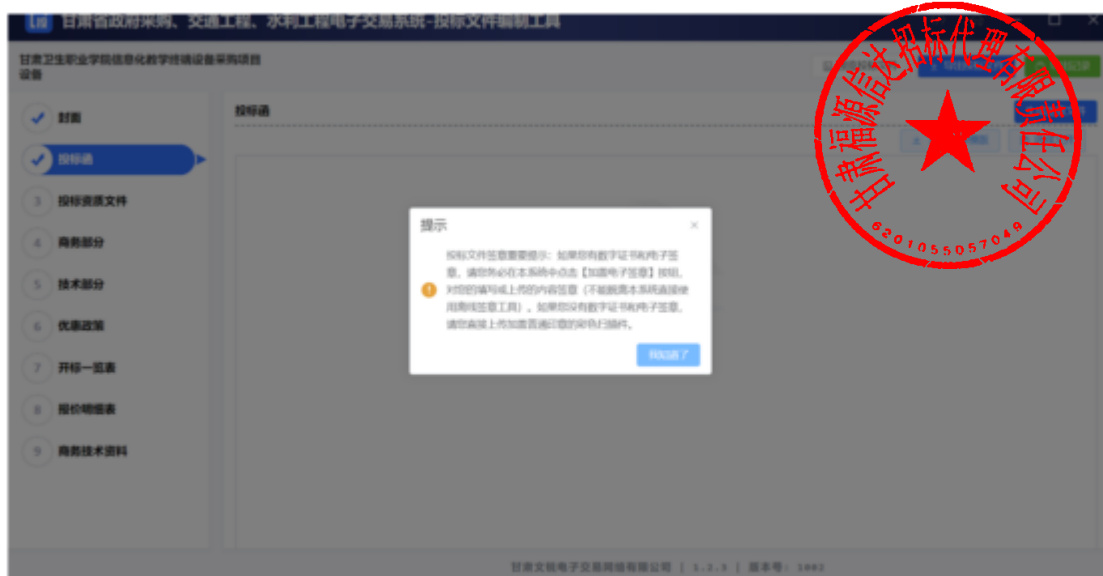 甘肃省政府采购、交通工程、水利工程电子交易系统-投标文件编制工具
甘肃卫生职业学院信息化教学终端设备采购项目
设备
封面
投标函
3 投标资质文件
4 商务部分
5 技术部分
6 优惠政策
7 开标一览表
8 报价明细表
9 商务技术资料
投标函
提示
投标文件签章重要提示：如果您有数字证书和电子签
章，请您务必在本系统中点击【加盖电子签章】按钮，
对您的填写或上传的内容签章（不能脱离本系统直接使
用离线签章工具）。如果您没有数字证书和电子签章，
请您直接上传加盖普通印章的彩色扫描件。
我知道了
甘肃福源信达招标代理有限责任公司
6201055057049
甘肃文锐电子交易网络有限公司 | 1.2.3 | 版本号: 1002